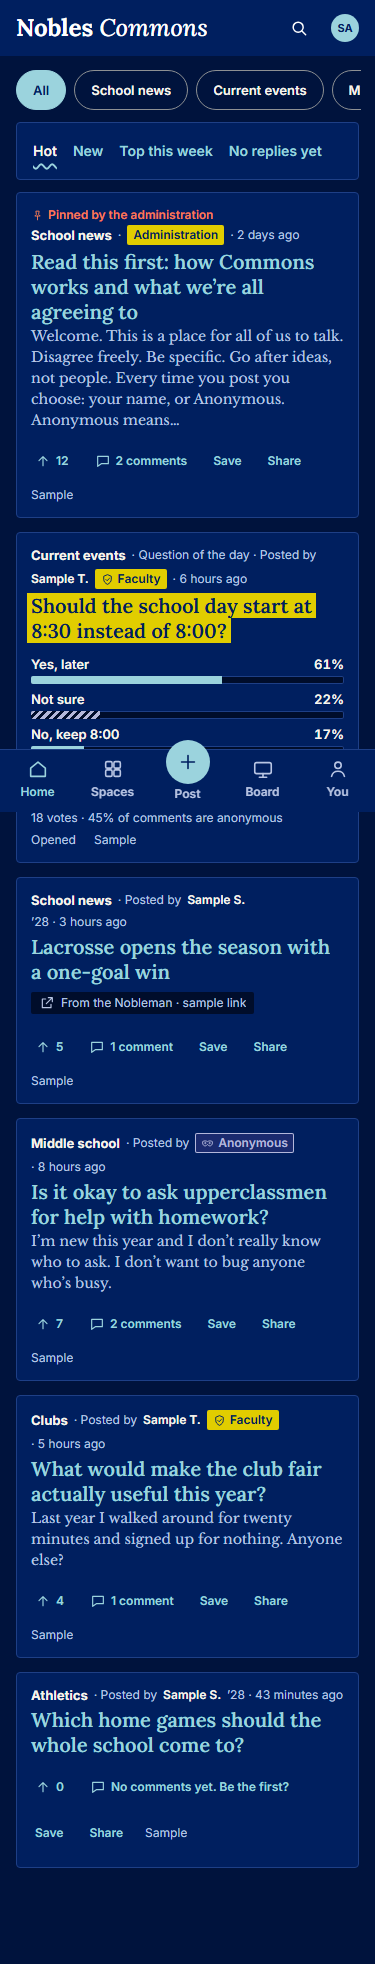 Nobles Commons
SA
All
School news
Current events
M
Hot
New
Top this week
No replies yet
Pinned by the administration
School news · Administration · 2 days ago
Read this first: how Commons
works and what we’re all
agreeing to
Welcome. This is a place for all of us to talk.
Disagree freely. Be specific. Go after ideas,
not people. Every time you post you
choose: your name, or Anonymous.
Anonymous means…
12
2 comments
Save
Share
Sample
Current events · Question of the day · Posted by
Sample T. Faculty · 6 hours ago
Should the school day start at
8:30 instead of 8:00?
Yes, later 61%
Not sure 22%
No, keep 8:00 17%
Home
Spaces
Post
Board
You
18 votes · 45% of comments are anonymous
Opened Sample
School news · Posted by Sample S.
’28 · 3 hours ago
Lacrosse opens the season with
a one-goal win
From the Nobleman · sample link
5
1 comment
Save
Share
Sample
Middle school · Posted by Anonymous
· 8 hours ago
Is it okay to ask upperclassmen
for help with homework?
I’m new this year and I don’t really know
who to ask. I don’t want to bug anyone
who’s busy.
7
2 comments
Save
Share
Sample
Clubs · Posted by Sample T. Faculty
· 5 hours ago
What would make the club fair
actually useful this year?
Last year I walked around for twenty
minutes and signed up for nothing. Anyone
else?
4
1 comment
Save
Share
Sample
Athletics · Posted by Sample S. ’28 · 43 minutes ago
Which home games should the
whole school come to?
0
No comments yet. Be the first?
Save
Share
Sample